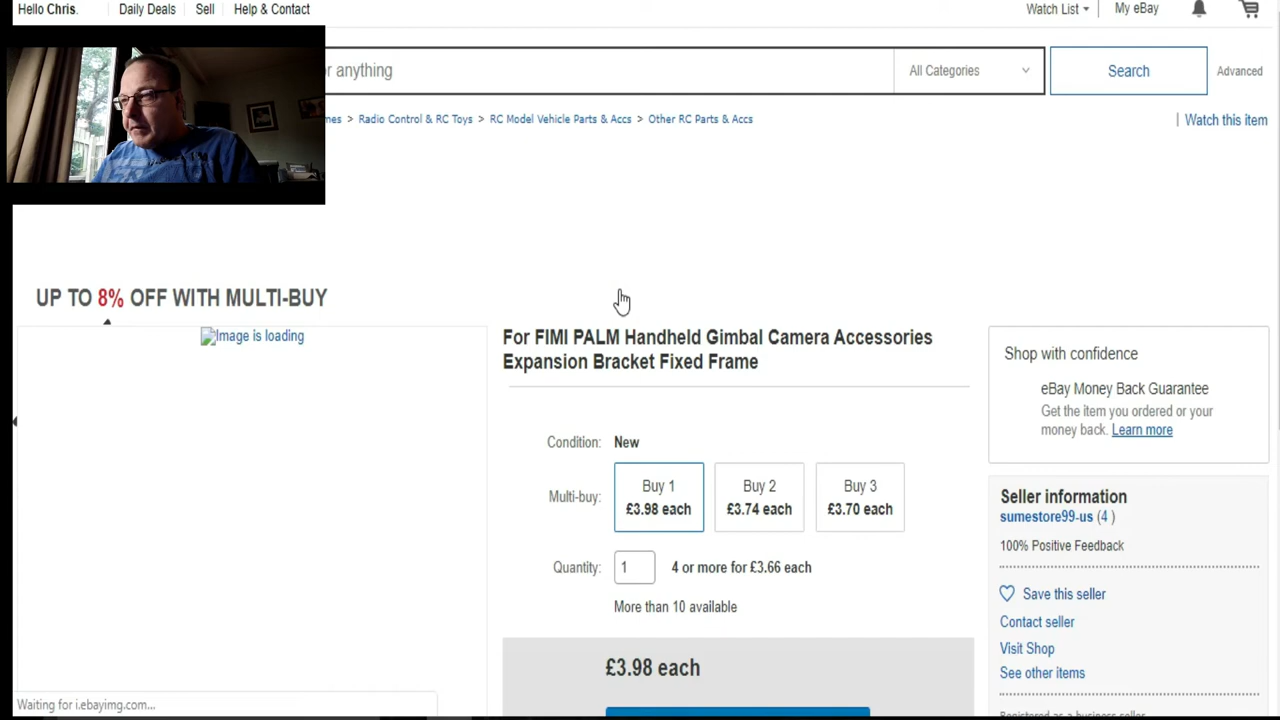 Hello Chris. Daily Deals Sell Help & Contact Watch List My eBay
r anything All Categories Search Advanced
mes > Radio Control & RC Toys > RC Model Vehicle Parts & Accs > Other RC Parts & Accs | Watch this item
UP TO 8% OFF WITH MULTI-BUY
Image is loading
For FIMI PALM Handheld Gimbal Camera Accessories
Expansion Bracket Fixed Frame
Condition: New
Multi-buy:
Buy 1
£3.98 each
Buy 2
£3.74 each
Buy 3
£3.70 each
Quantity: 1 4 or more for £3.66 each
More than 10 available
£3.98 each
Shop with confidence
eBay Money Back Guarantee
Get the item you ordered or your
money back. Learn more
Seller information
sumestore99-us (4 )
100% Positive Feedback
Save this seller
Contact seller
Visit Shop
See other items
Registered as a business seller
Waiting for i.ebayimg.com...